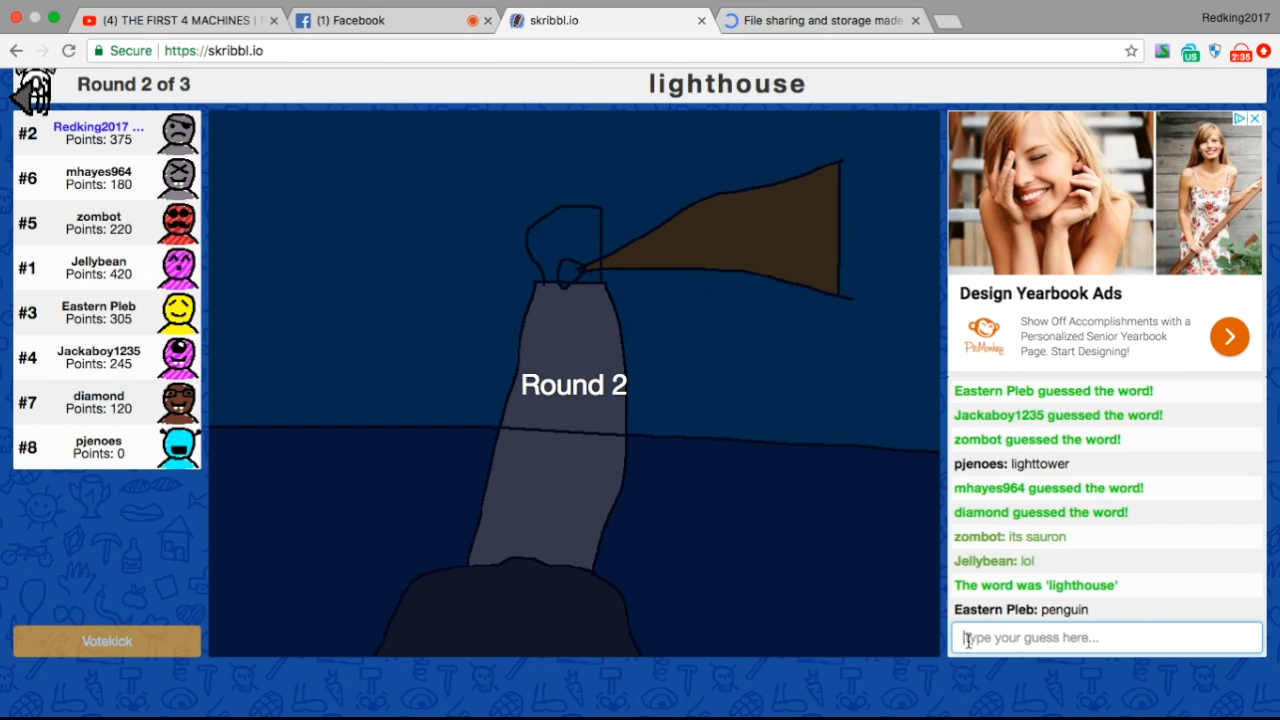 (4) THE FIRST 4 MACHINES | F
(1) Facebook
skribbl.io
File sharing and storage made
Redking2017
Secure
https://skribbl.io
US
2:35
Round 2 of 3
lighthouse
#2
Redking2017 ...
Points: 375
#6
mhayes964
Points: 180
#5
zombot
Points: 220
#1
Jellybean
Points: 420
#3
Eastern Pleb
Points: 305
#4
Jackaboy1235
Points: 245
#7
diamond
Points: 120
#8
pjenoes
Points: 0
Votekick
Round 2
Design Yearbook Ads
PicMonkey
Show Off Accomplishments with a
Personalized Senior Yearbook
Page. Start Designing!
Eastern Pleb guessed the word!
Jackaboy1235 guessed the word!
zombot guessed the word!
pjenoes: lighttower
mhayes964 guessed the word!
diamond guessed the word!
zombot: its sauron
Jellybean: lol
The word was 'lighthouse'
Eastern Pleb: penguin
Type your guess here...